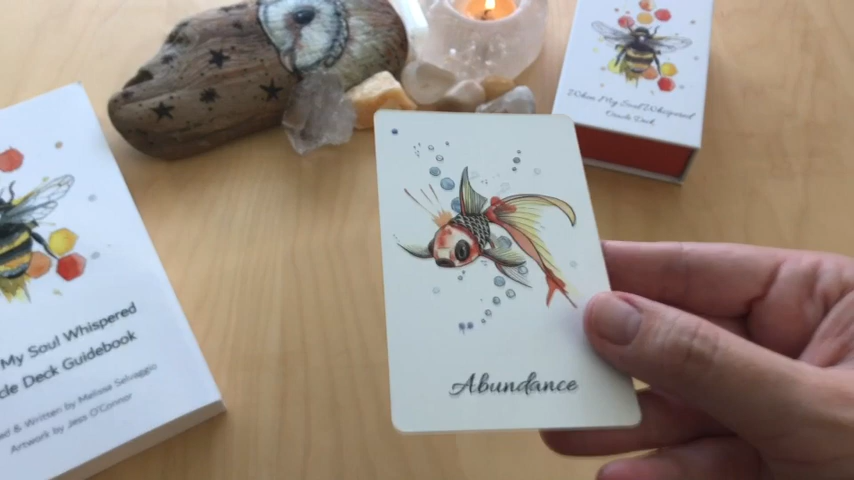 When My Soul Whispered
Oracle Deck
Abundance
My Soul Whispered
cle Deck Guidebook
ed & Written by Melissa Selvaggio
Artwork by Jess O'Connor